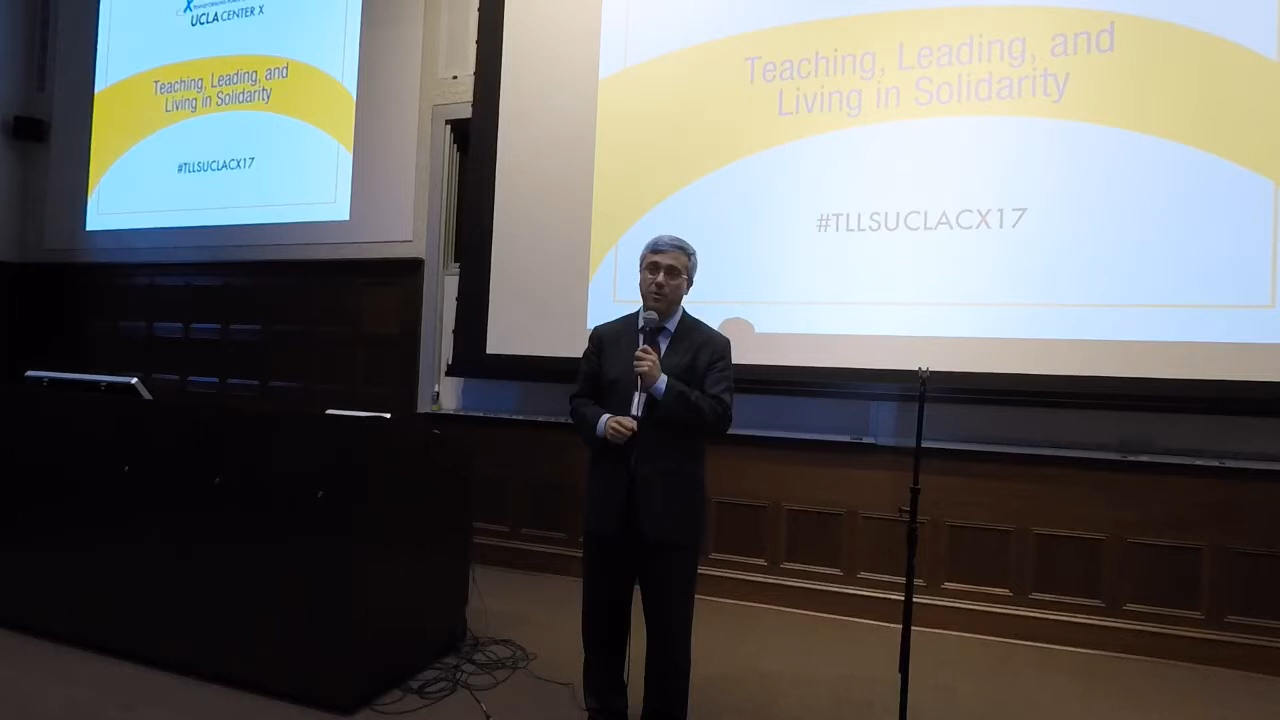 UCLA CENTER X
Teaching, Leading, and
Living in Solidarity
#TLLSUCLACX17
Teaching, Leading, and
Living in Solidarity
#TLLSUCLACX17